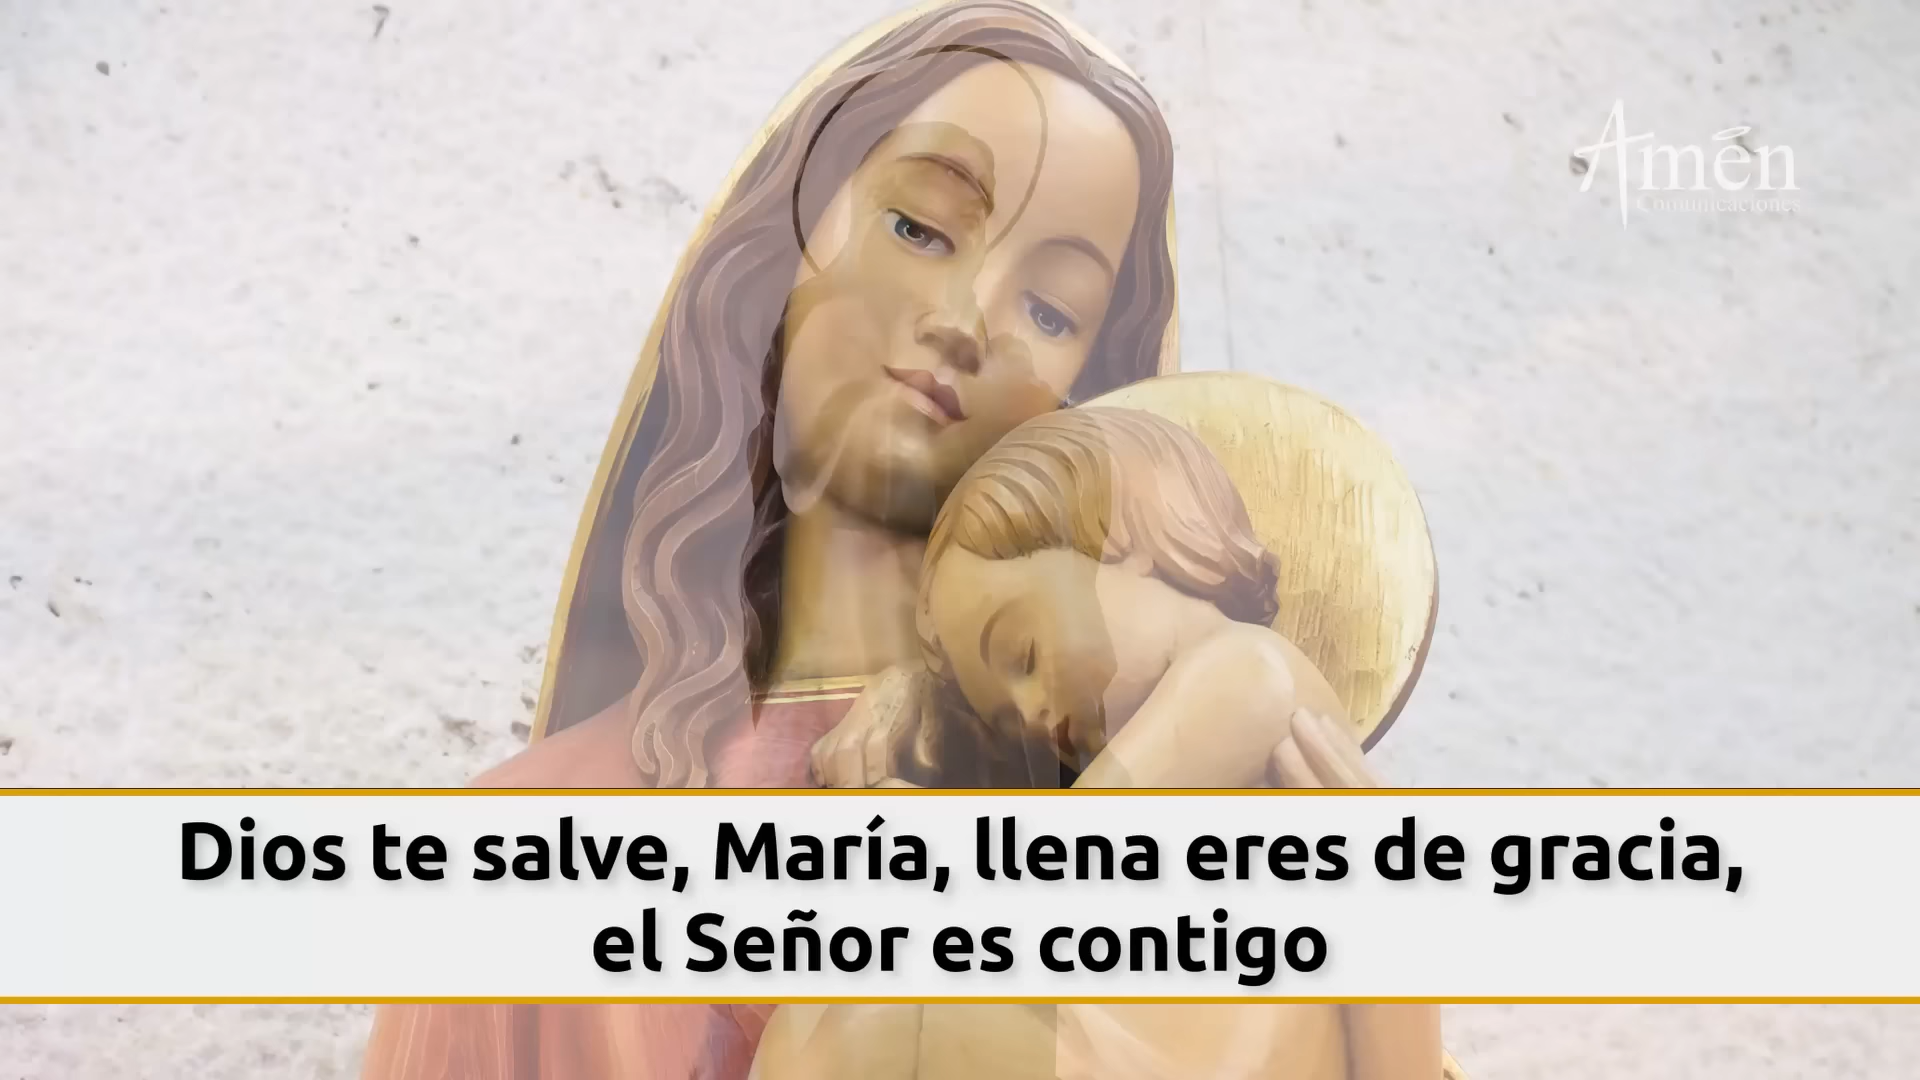 Amén
Comunicaciones
Dios te salve, María, llena eres de gracia,
el Señor es contigo